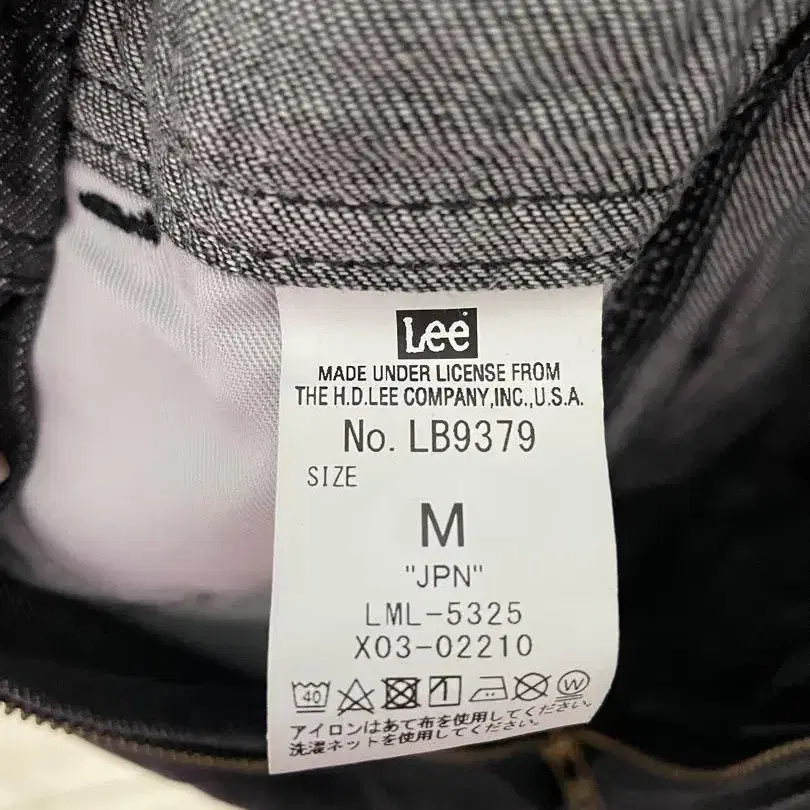 Lee
MADE UNDER LICENSE FROM
THE H.D.LEE COMPANY,INC.,U.S.A.
No. LB9379
SIZE
M
"JPN"
LML-5325
X03-02210
40 W
アイロンはあて布を使用してください。
洗濯ネットを使用してください。